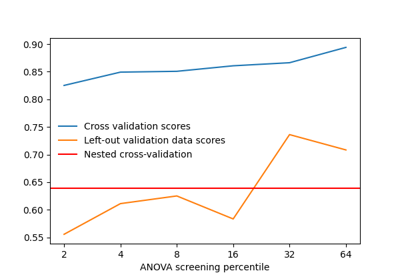 0.90
0.85
0.80
0.75
0.70
0.65
0.60
0.55
Cross validation scores
Left-out validation data scores
Nested cross-validation
2 4 8 16 32 64
ANOVA screening percentile